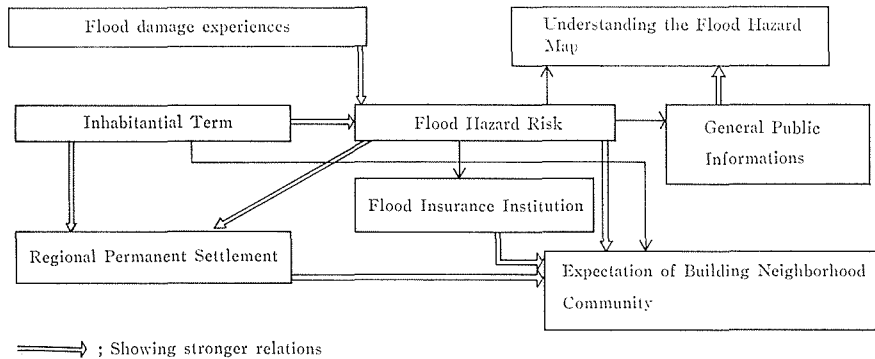 Flood damage experiences
Understanding the Flood Hazard
Map
Inhabitantial Term
Flood Hazard Risk
General Public
Informations
Flood Insurance Institution
Regional Permanent Settlement
Expectation of Building Neighborhood
Community
; Showing stronger relations